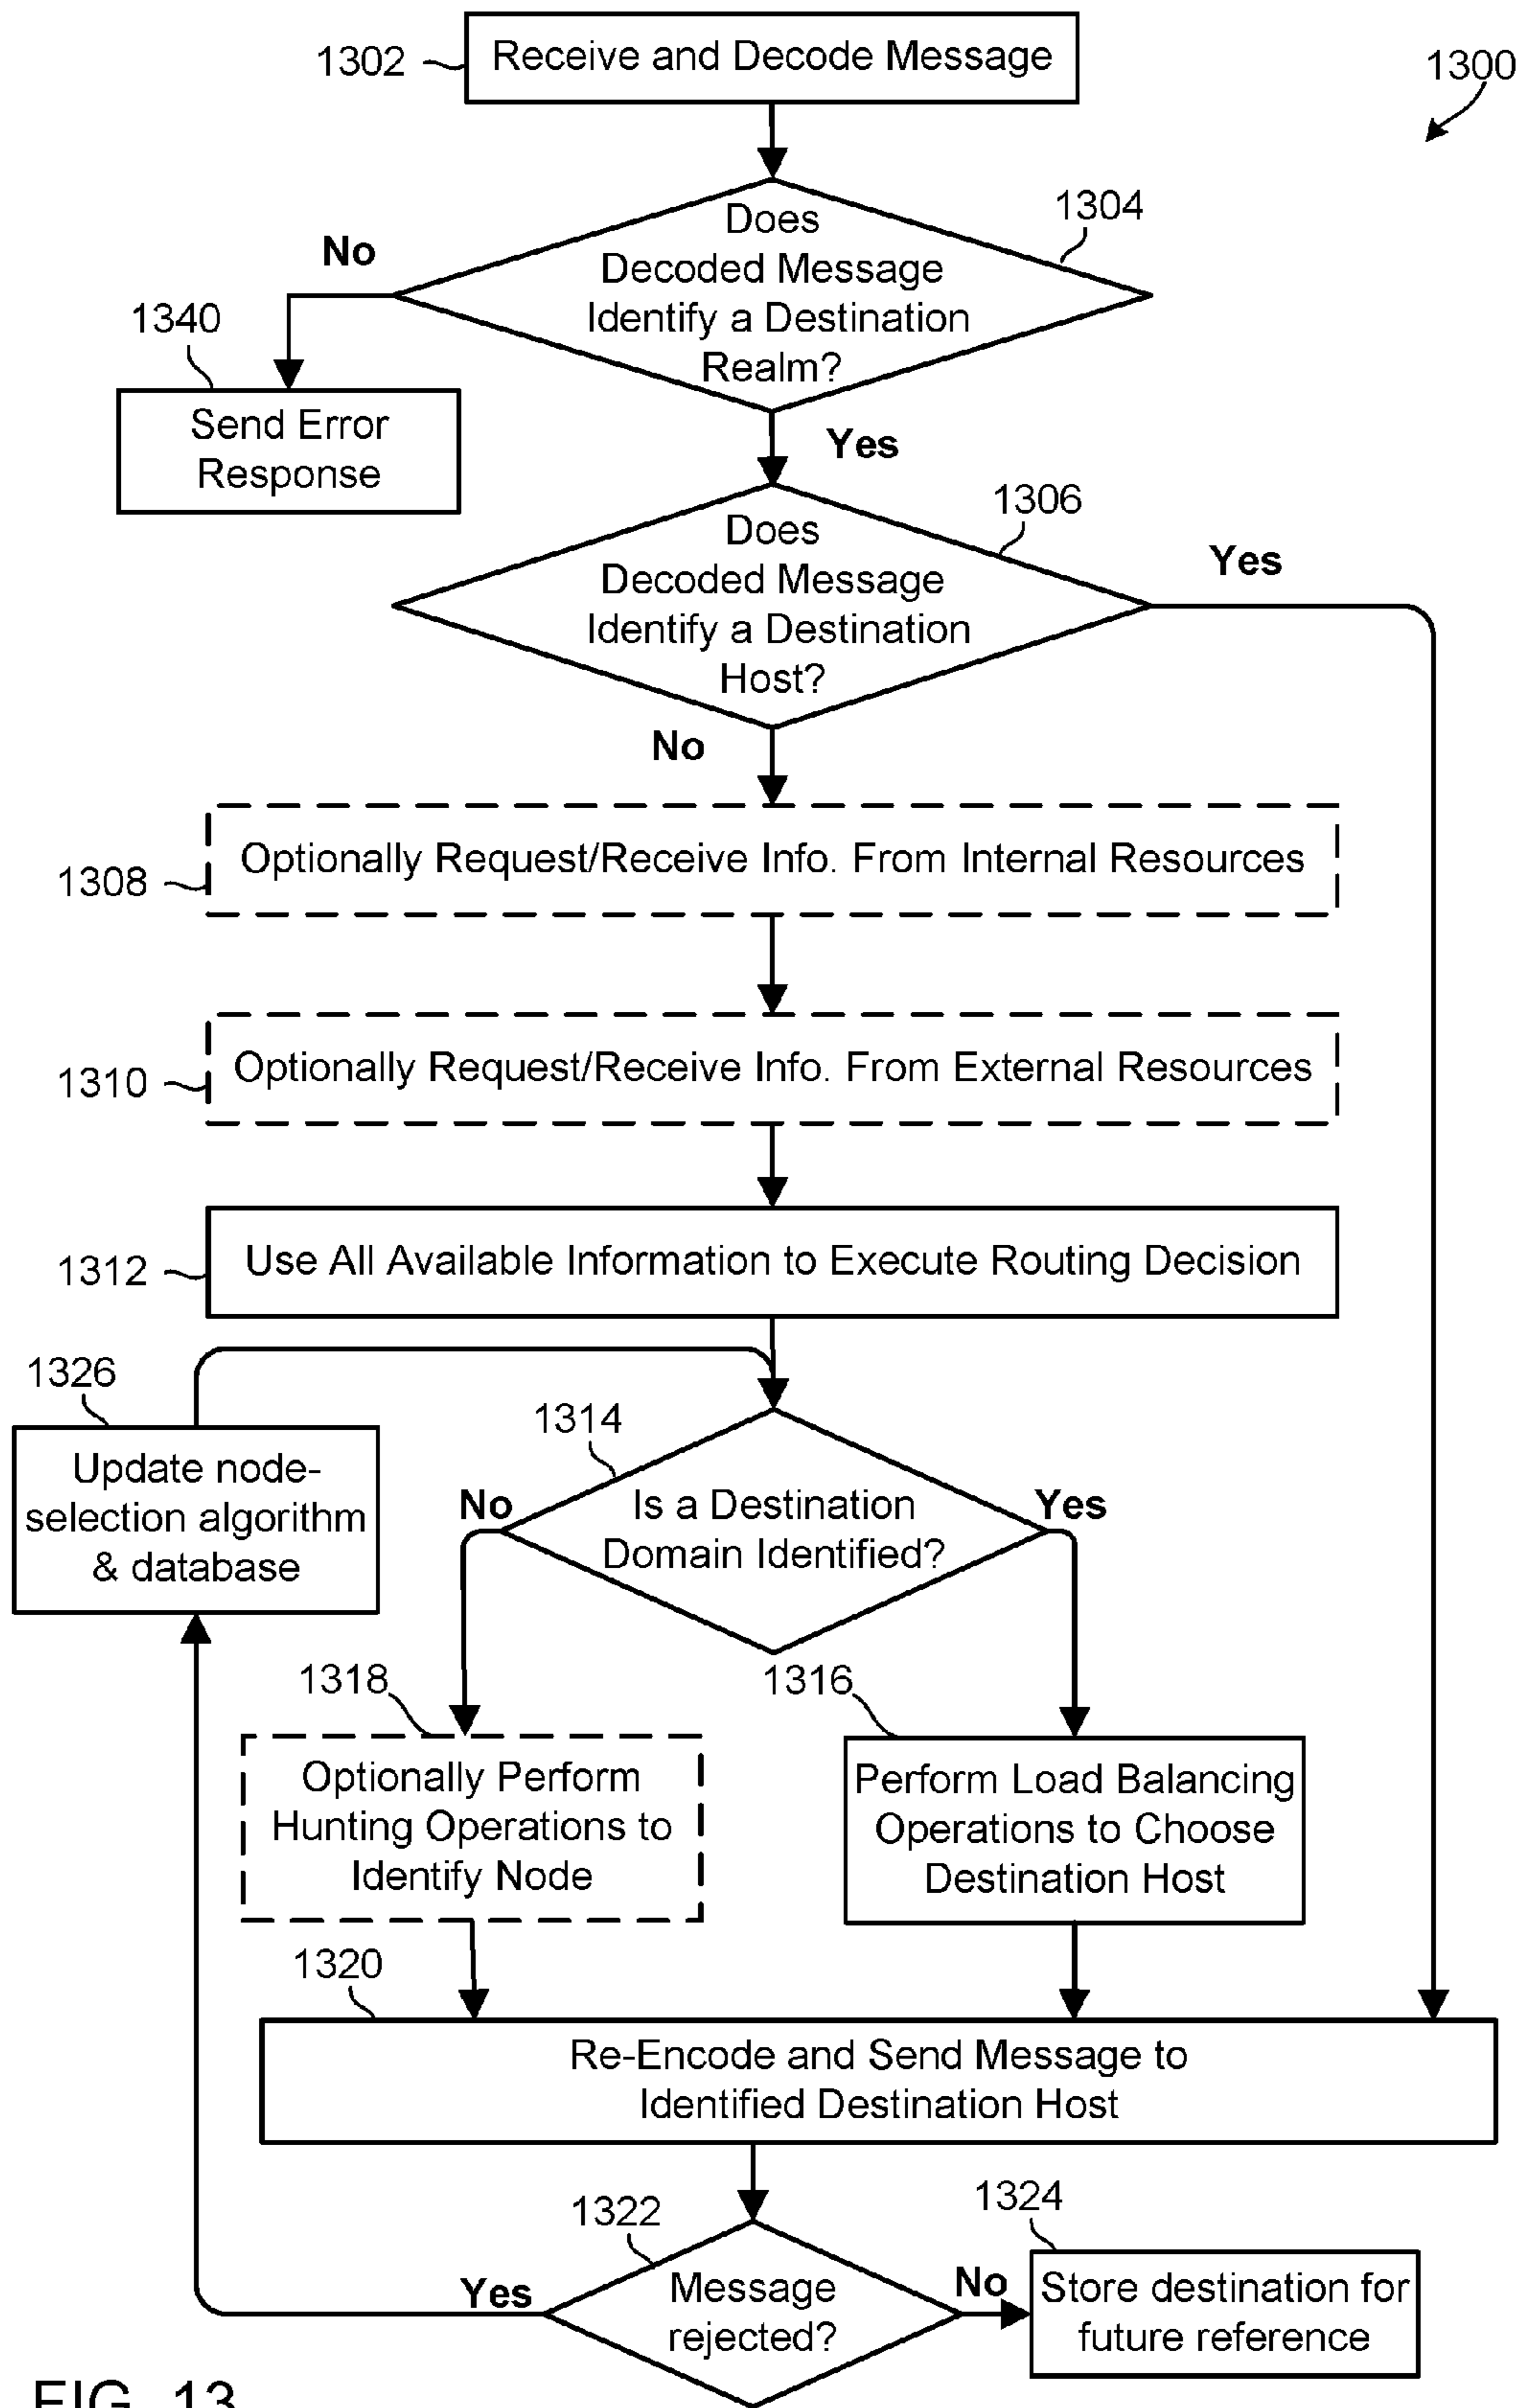 1302
Receive and Decode Message
1300
1304
Does
Decoded Message
Identify a Destination
Realm?
No
1340
Send Error
Response
Yes
1306
Does
Decoded Message
Identify a Destination
Host?
Yes
No
1308
Optionally Request/Receive Info. From Internal Resources
1310
Optionally Request/Receive Info. From External Resources
1312
Use All Available Information to Execute Routing Decision
1326
Update node-
selection algorithm
& database
1314
No
Is a Destination
Domain Identified?
Yes
1318
Optionally Perform
Hunting Operations to
Identify Node
1316
Perform Load Balancing
Operations to Choose
Destination Host
1320
Re-Encode and Send Message to
Identified Destination Host
1322
Yes
Message
rejected?
No
1324
Store destination for
future reference
FIG. 13